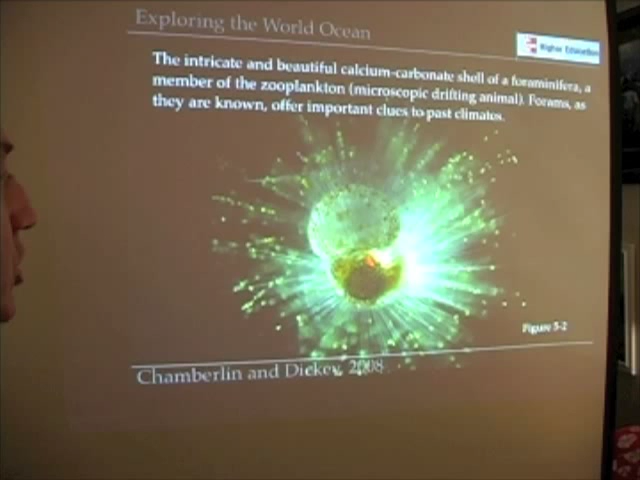 Exploring the World Ocean
Higher Education
The intricate and beautiful calcium-carbonate shell of a foraminifera, a
member of the zooplankton (microscopic drifting animal). Forams, as
they are known, offer important clues to past climates.
Figure 5-2
Chamberlin and Dickey, 2008